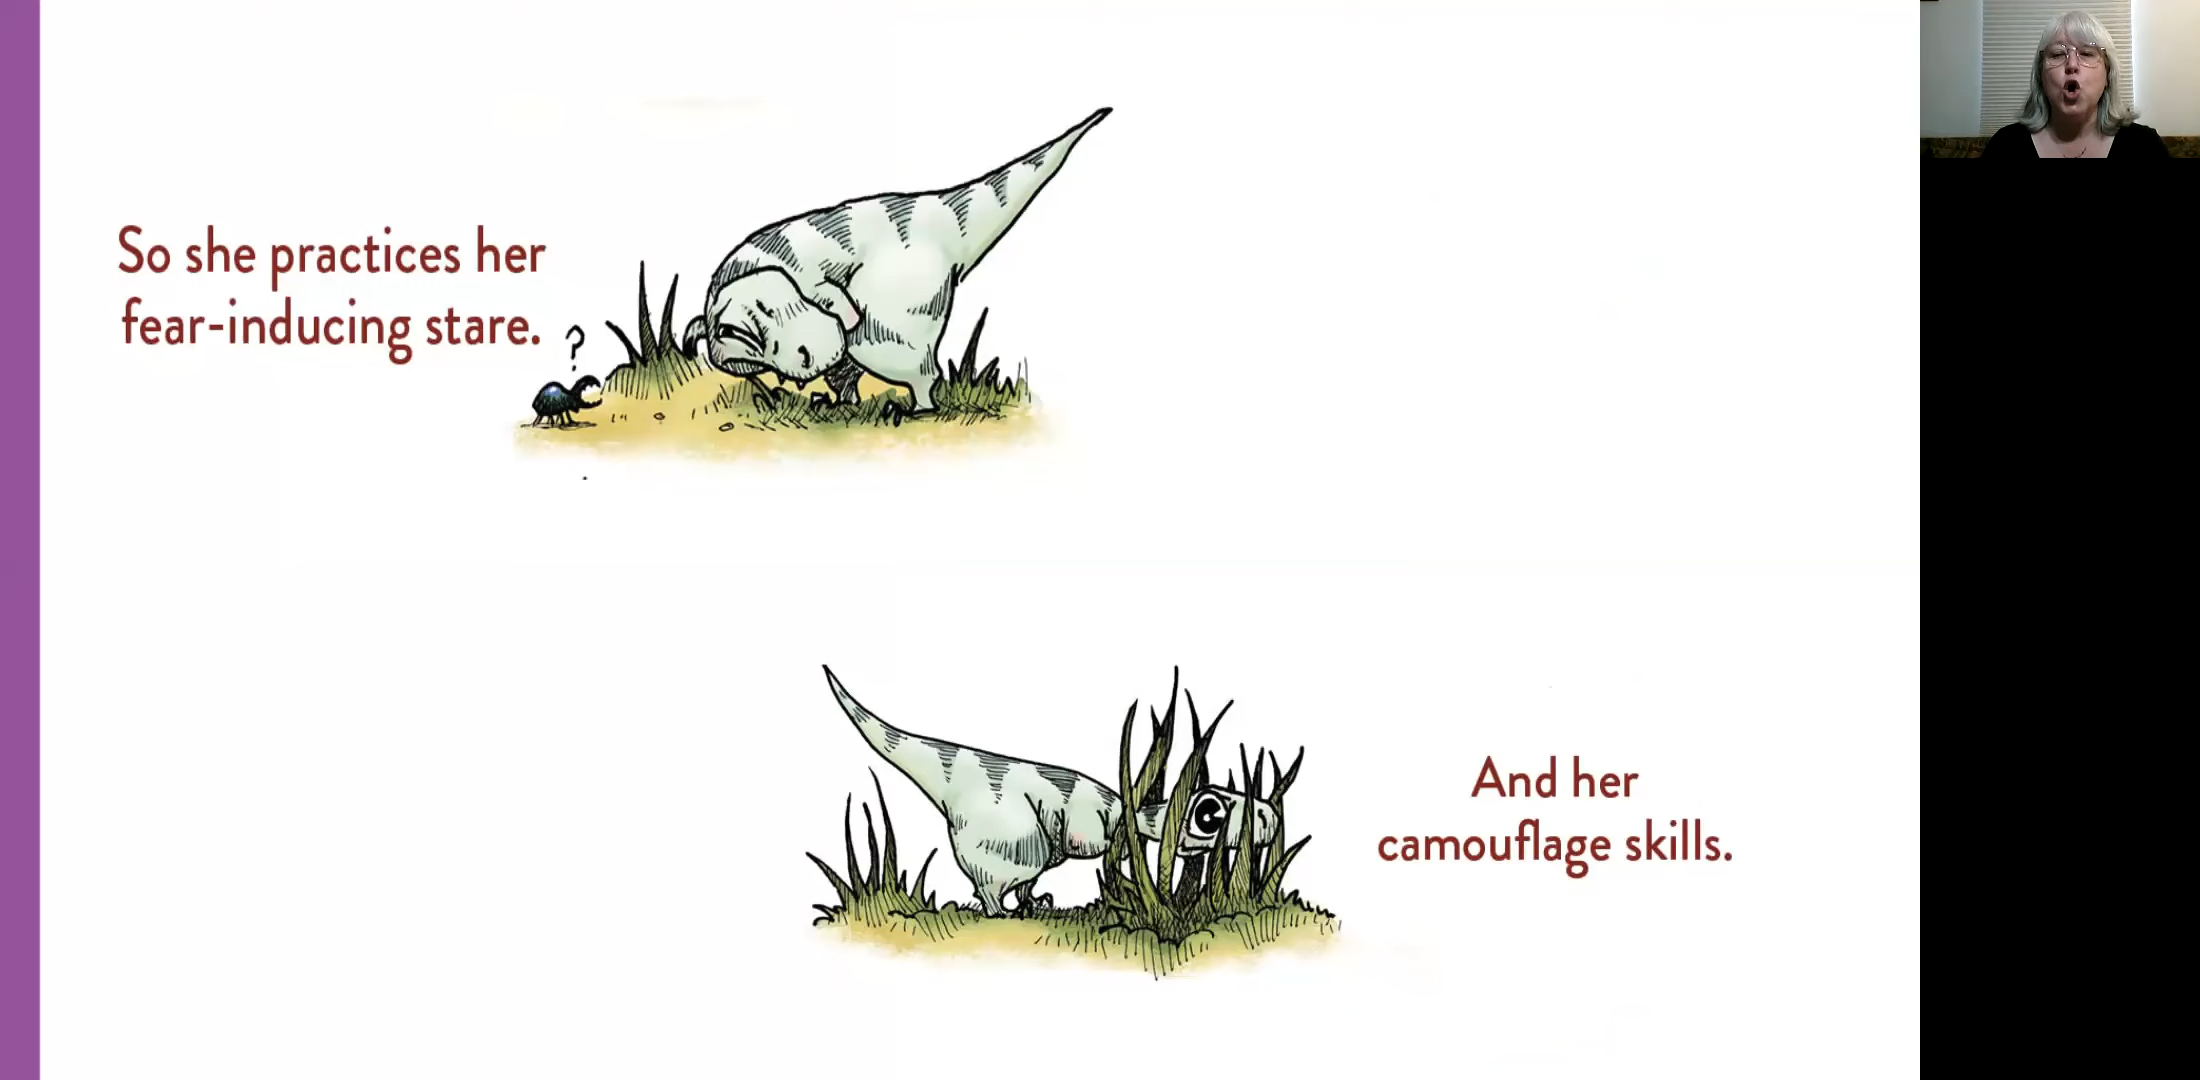 So she practices her
fear-inducing stare.
?
And her
camouflage skills.